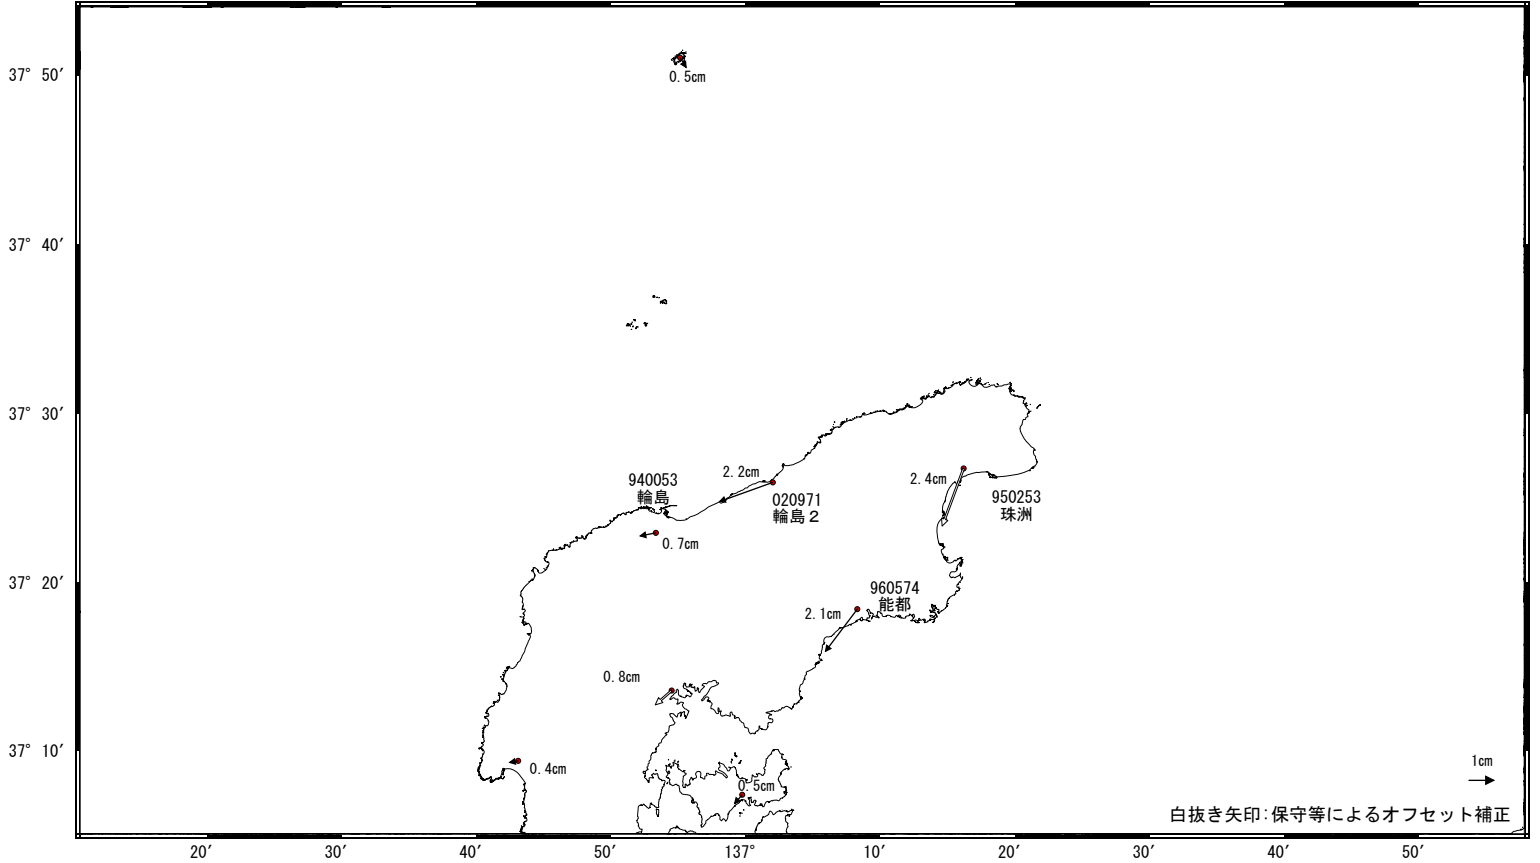 37° 50′
0.5cm
37° 40′
37° 30′
2.2cm
940053
輪島
2.4cm
020971
輪島２
950253
珠洲
0.7cm
37° 20′
960574
能都
2.1cm
0.8cm
37° 10′
0.4cm
0.5cm
1cm
白抜き矢印:保守等によるオフセット補正
20′ 30′ 40′ 50′ 137° 10′ 20′ 30′ 40′ 50′